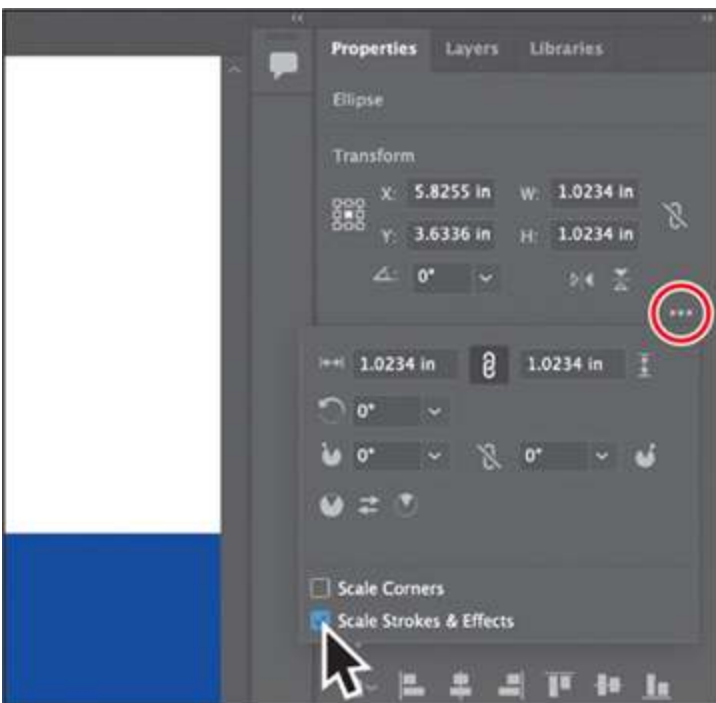 Properties Layers Libraries
Ellipse
Transform
X: 5.8255 in W: 1.0234 in
Y: 3.6336 in H: 1.0234 in
0°
1.0234 in 1.0234 in
0°
0° 0°
Scale Corners
Scale Strokes & Effects